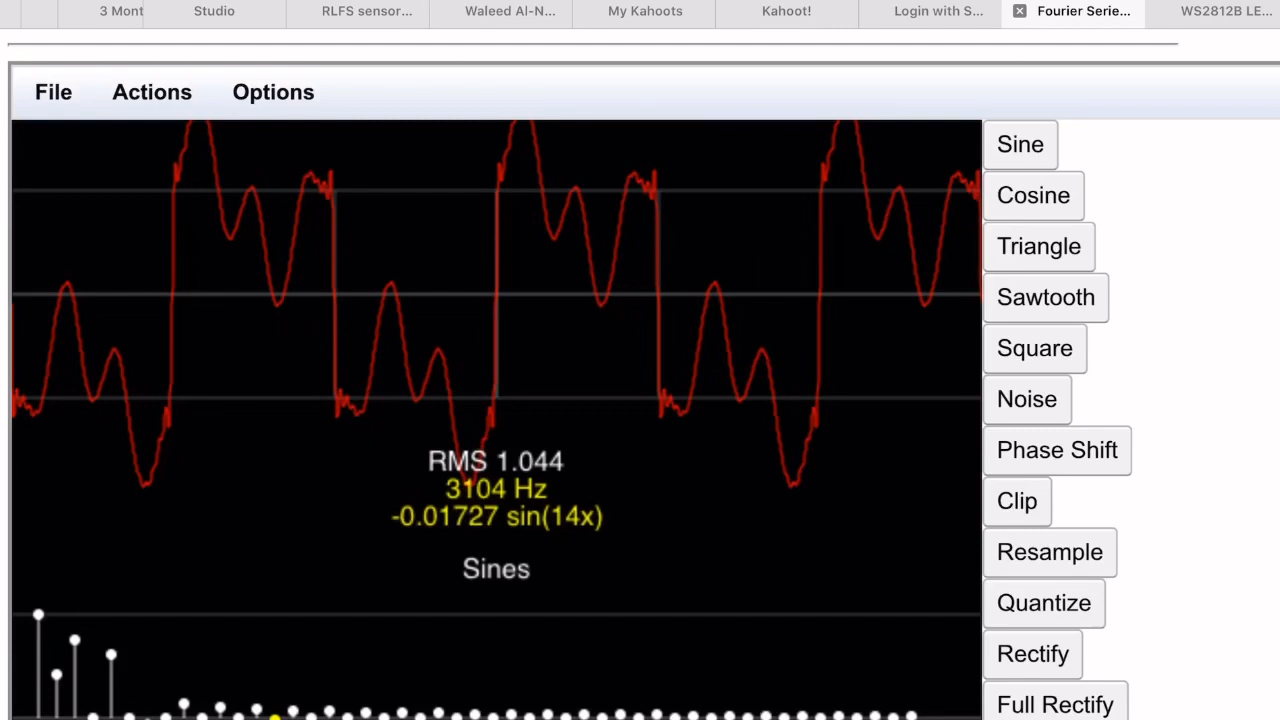 3 Mont
Studio
RLFS sensor...
Waleed Al-N...
My Kahoots
Kahoot!
Login with S...
Fourier Serie...
WS2812B LE...
File Actions Options
Sine
Cosine
Triangle
Sawtooth
Square
Noise
Phase Shift
Clip
Resample
Quantize
Rectify
Full Rectify
RMS 1.044
3104 Hz
-0.01727 sin(14x)
Sines